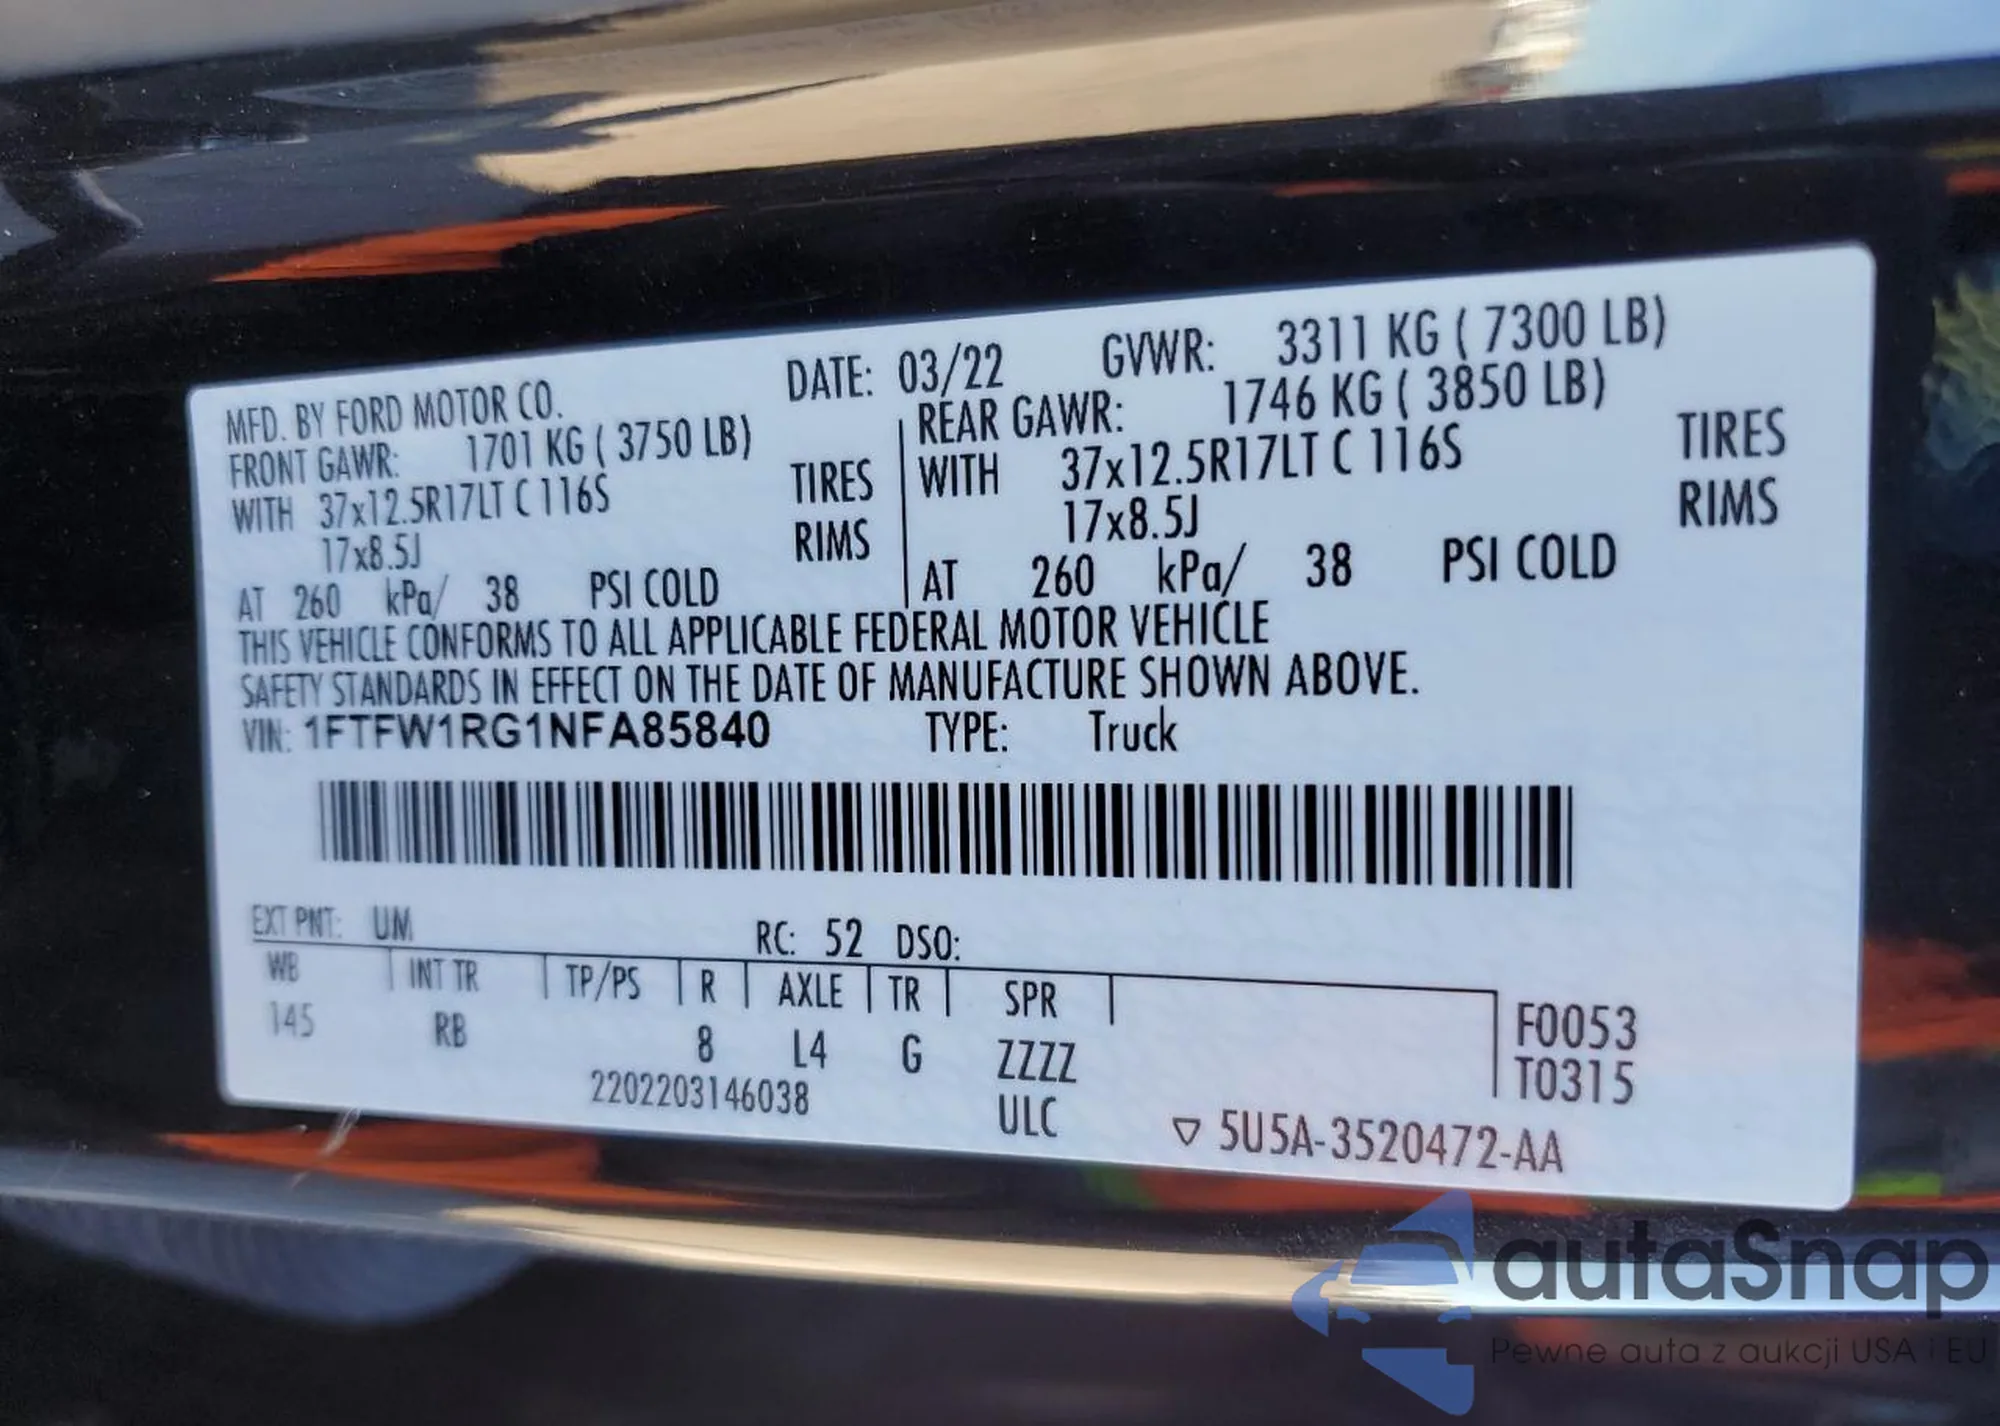 MFD. BY FORD MOTOR CO. DATE: 03/22 GVWR: 3311 KG ( 7300 LB)
FRONT GAWR: 1701 KG ( 3750 LB) REAR GAWR: 1746 KG ( 3850 LB)
WITH 37x12.5R17LT C 116S TIRES WITH 37x12.5R17LT C 116S TIRES
17x8.5J RIMS 17x8.5J RIMS
AT 260 kPa/ 38 PSI COLD AT 260 kPa/ 38 PSI COLD
THIS VEHICLE CONFORMS TO ALL APPLICABLE FEDERAL MOTOR VEHICLE
SAFETY STANDARDS IN EFFECT ON THE DATE OF MANUFACTURE SHOWN ABOVE.
VIN: 1FTFW1RG1NFA85840 TYPE: Truck
EXT PNT: UM RC: 52 DSO:
WB INT TR TP/PS R AXLE TR SPR
145 RB 8 L4 G ZZZZ
F0053
T0315
2202203146038 ULC
▽ 5U5A-3520472-AA
autaSnap
Pewne auta z aukcji USA i EU